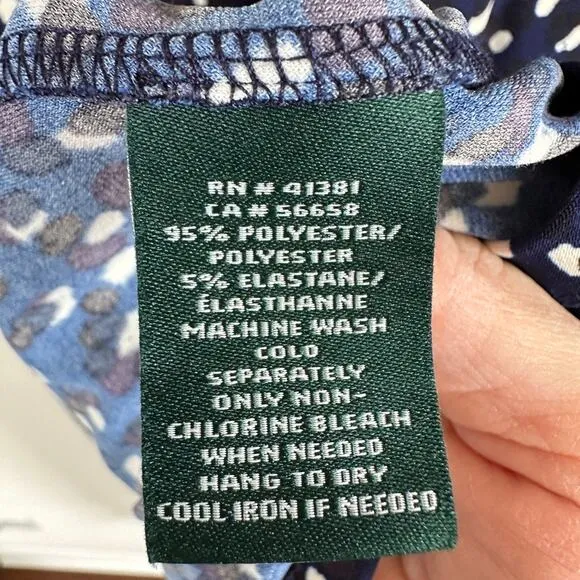 RN # 41381
CA # 56658
95% POLYESTER/
POLYESTER
5% ELASTANE/
ÉLASTHANNE
MACHINE WASH
COLD
SEPARATELY
ONLY NON-
CHLORINE BLEACH
WHEN NEEDED
HANG TO DRY
COOL IRON IF NEEDED